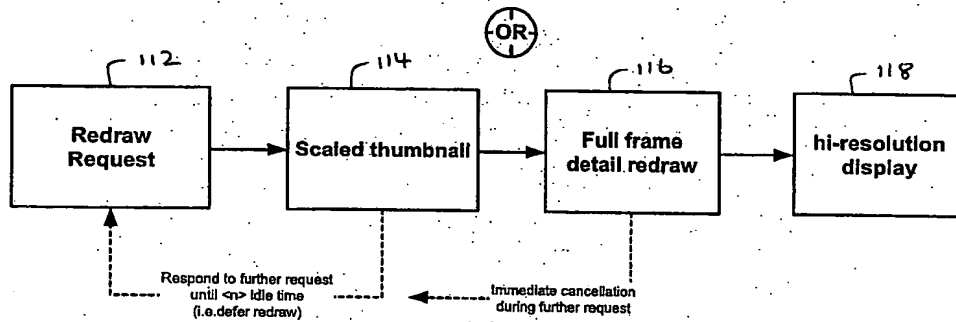 OR
112
114
116
118
Redraw
Request
Scaled thumbnail
Full frame
detail redraw
hi-resolution
display
Respond to further request
until <n> idle time
(i.e.defer redraw)
Immediate cancellation
during further request